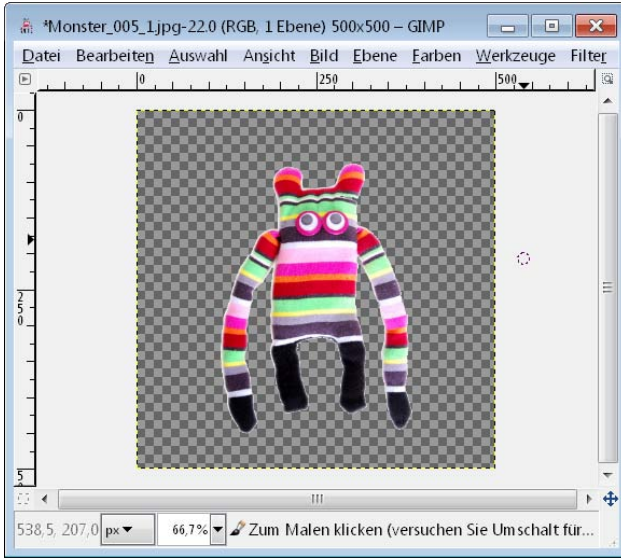 *Monster_005_1.jpg-22.0 (RGB, 1 Ebene) 500x500 – GIMP
Datei Bearbeiten Auswahl Ansicht Bild Ebene Farben Werkzeuge Filter
0 250 500
0
250
5
538,5, 207,0 px 66,7% Zum Malen klicken (versuchen Sie Umschalt für...